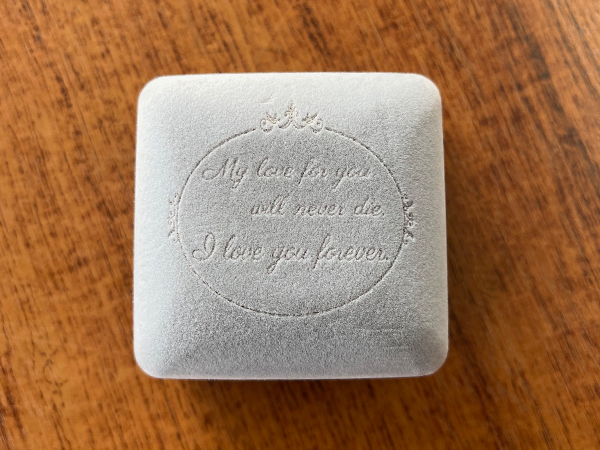 My love for you
will never die.
I love you forever.